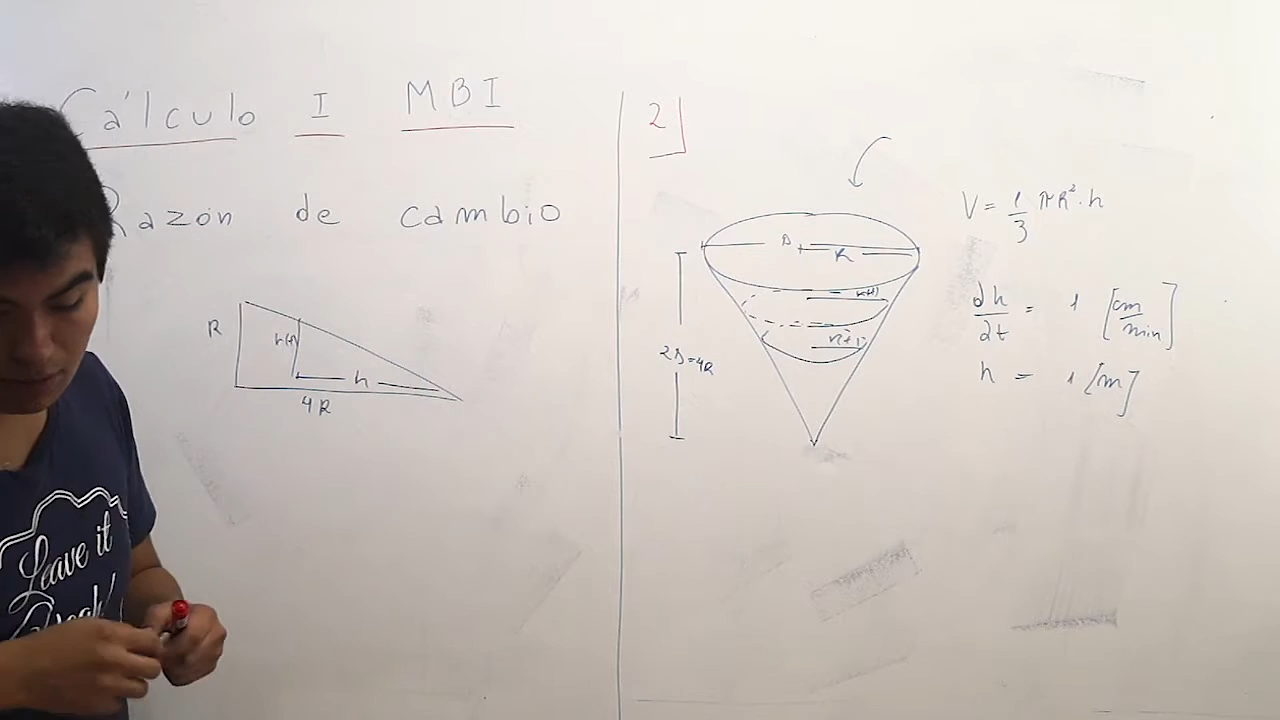 Cálculo I MBI
Razón de cambio
R
r(t)
h
4R
2
D
R
r(t)
r(t)
2D=4R
V = 1/3 πR²·h
dh/dt = 1 [cm/min]
h = 1 [m]
Leave it